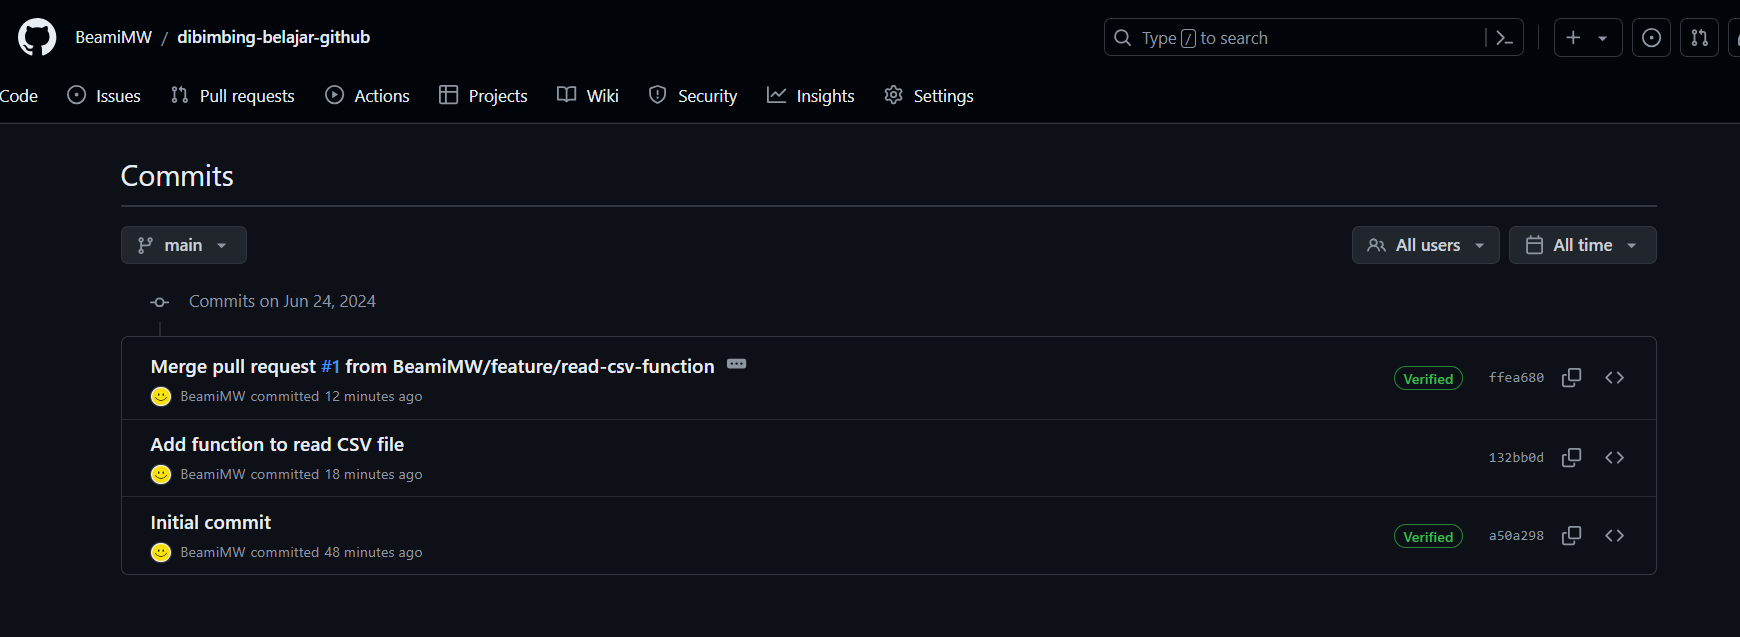 BeamiMW / dibimbing-belajar-github
Type / to search
Code Issues Pull requests Actions Projects Wiki Security Insights Settings
Commits
main
All users All time
Commits on Jun 24, 2024
Merge pull request #1 from BeamiMW/feature/read-csv-function
BeamiMW committed 12 minutes ago
Verified ffea680
Add function to read CSV file
BeamiMW committed 18 minutes ago
132bb0d
Initial commit
BeamiMW committed 48 minutes ago
Verified a50a298